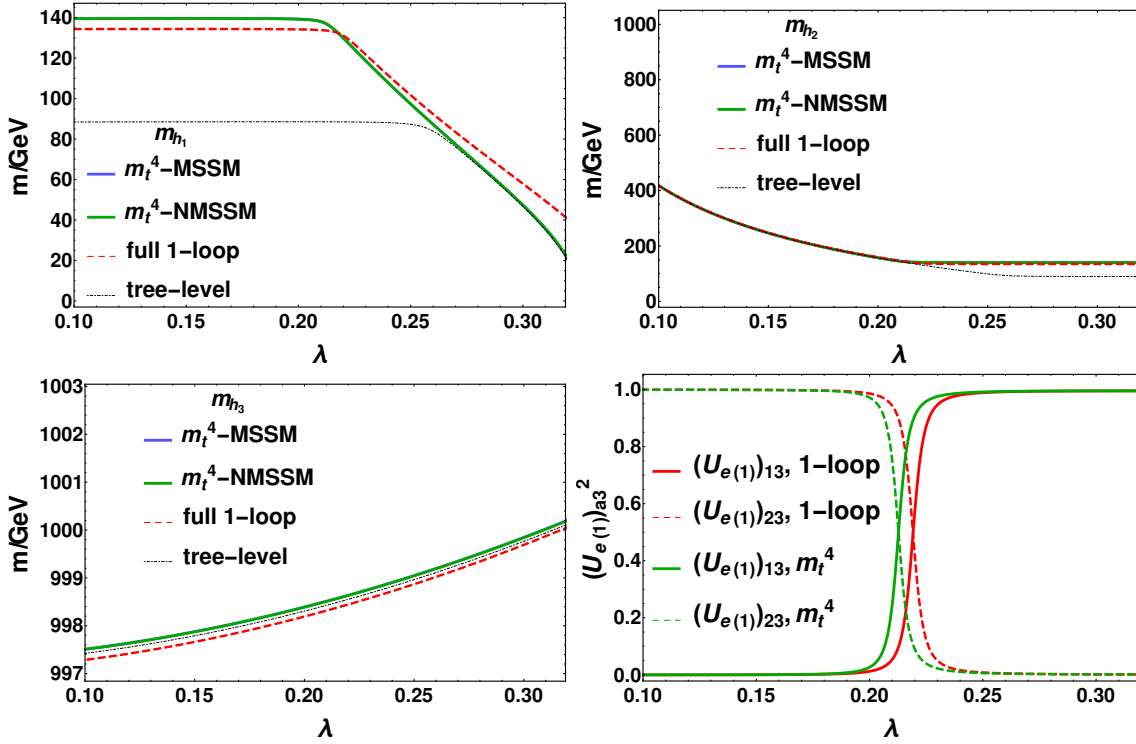 140
120
100
80
60
40
20
0
m/GeV
m_{h_1}
m_t^4−MSSM
m_t^4−NMSSM
full 1−loop
tree−level
0.10 0.15 0.20 0.25 0.30
λ
1000
800
600
400
200
0
m/GeV
m_{h_2}
m_t^4−MSSM
m_t^4−NMSSM
full 1−loop
tree−level
0.10 0.15 0.20 0.25 0.30
λ
1003
1002
1001
1000
999
998
997
m/GeV
m_{h_3}
m_t^4−MSSM
m_t^4−NMSSM
full 1−loop
tree−level
0.10 0.15 0.20 0.25 0.30
λ
1.0
0.8
0.6
0.4
0.2
0.0
(U_{e(1)})_{a3}^2
(U_{e(1)})_{13}, 1−loop
(U_{e(1)})_{23}, 1−loop
(U_{e(1)})_{13}, m_t^4
(U_{e(1)})_{23}, m_t^4
0.10 0.15 0.20 0.25 0.30
λ